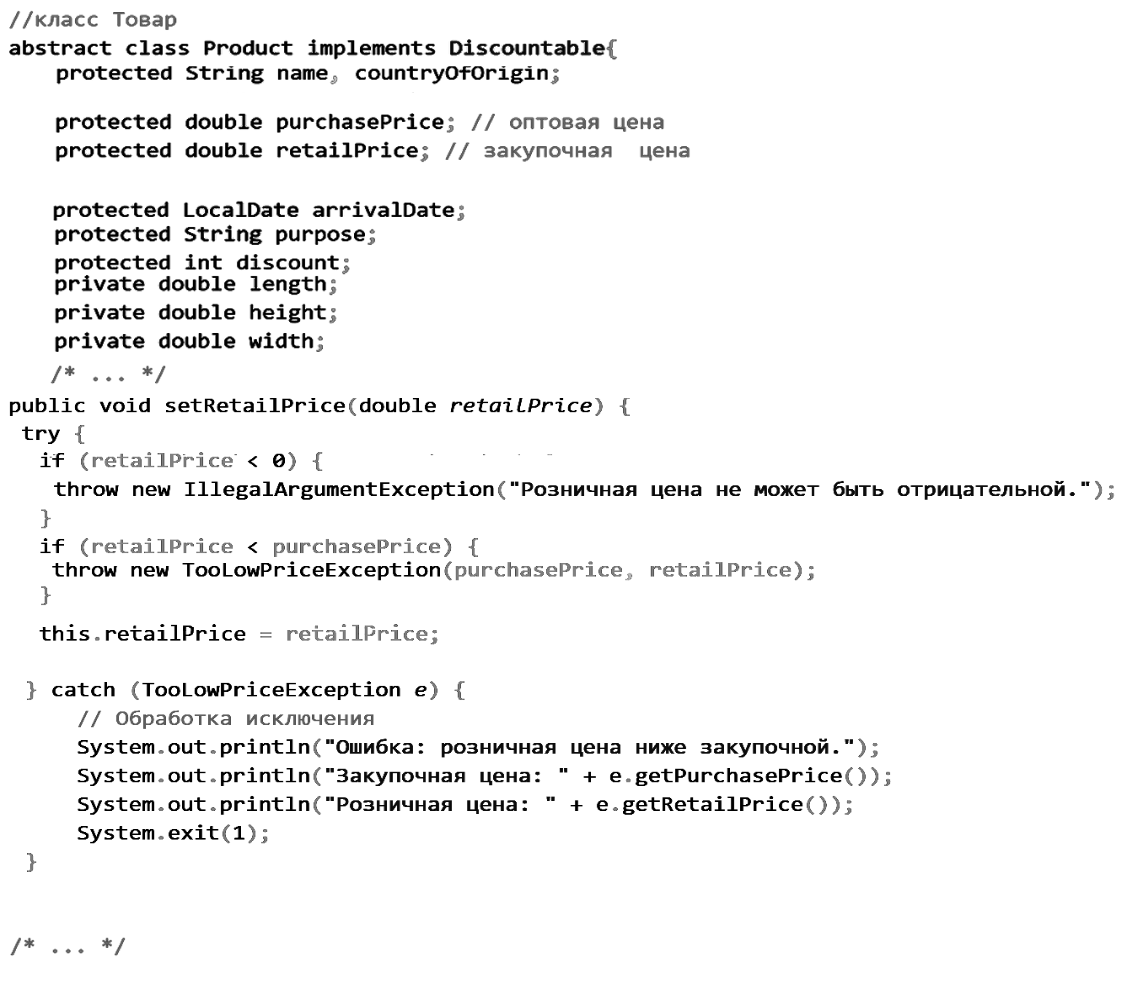 //класс Товар
abstract class Product implements Discountable{
protected String name, countryOfOrigin;
protected double purchasePrice; // оптовая цена
protected double retailPrice; // закупочная цена
protected LocalDate arrivalDate;
protected String purpose;
protected int discount;
private double length;
private double height;
private double width;
/* ... */
public void setRetailPrice(double retailPrice) {
try {
if (retailPrice < 0) {
throw new IllegalArgumentException("Розничная цена не может быть отрицательной.");
}
if (retailPrice < purchasePrice) {
throw new TooLowPriceException(purchasePrice, retailPrice);
}
this.retailPrice = retailPrice;
} catch (TooLowPriceException e) {
// Обработка исключения
System.out.println("Ошибка: розничная цена ниже закупочной.");
System.out.println("Закупочная цена: " + e.getPurchasePrice());
System.out.println("Розничная цена: " + e.getRetailPrice());
System.exit(1);
}
/* ... */